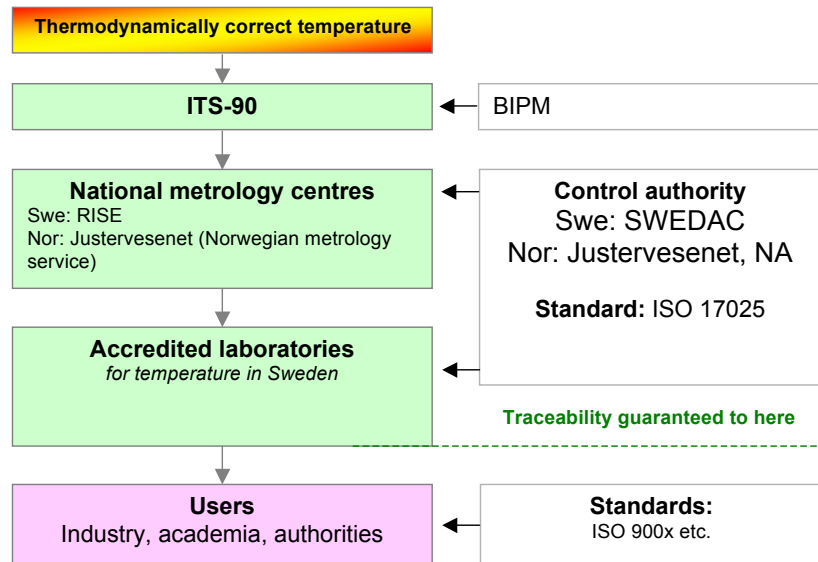 Thermodynamically correct temperature
ITS-90
BIPM
National metrology centres
Swe: RISE
Nor: Justervesenet (Norwegian metrology
service)
Control authority
Swe: SWEDAC
Nor: Justervesenet, NA
Standard: ISO 17025
Accredited laboratories
for temperature in Sweden
Traceability guaranteed to here
Users
Industry, academia, authorities
Standards:
ISO 900x etc.